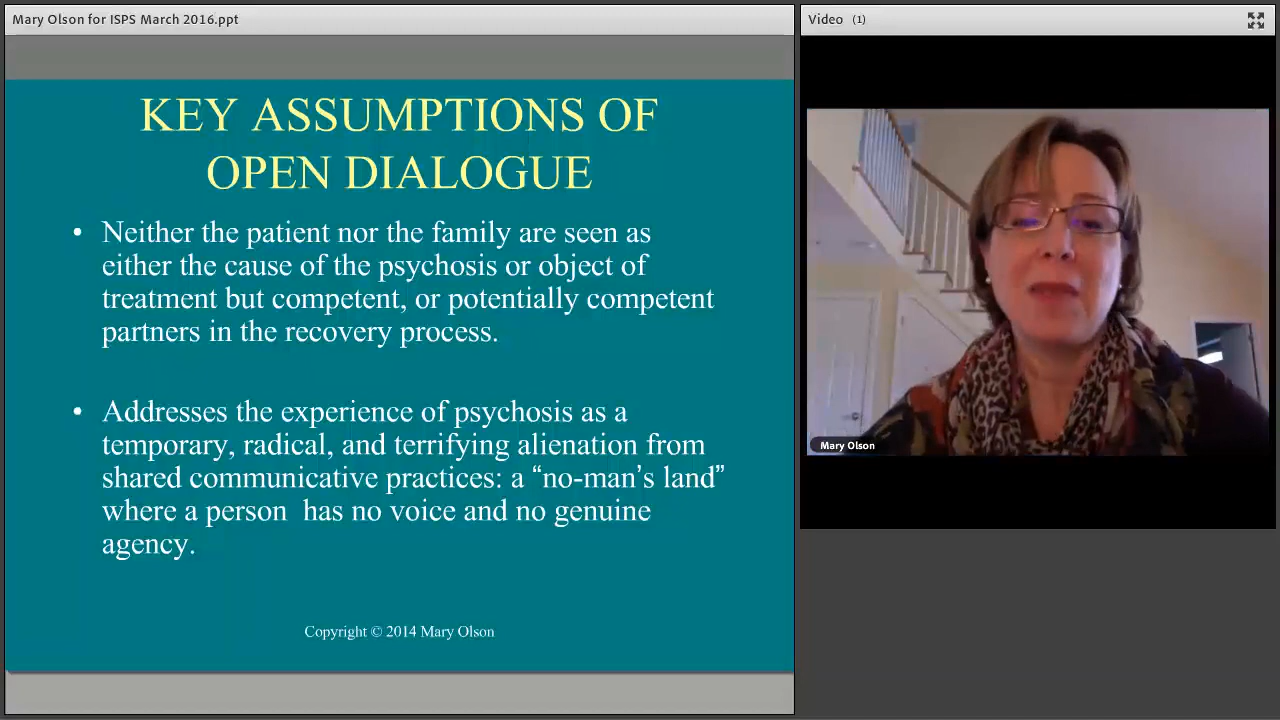 Mary Olson for ISPS March 2016.ppt
Video (1)
KEY ASSUMPTIONS OF
OPEN DIALOGUE
• Neither the patient nor the family are seen as
either the cause of the psychosis or object of
treatment but competent, or potentially competent
partners in the recovery process.
• Addresses the experience of psychosis as a
temporary, radical, and terrifying alienation from
shared communicative practices: a “no-man’s land”
where a person  has no voice and no genuine
agency.
Copyright © 2014 Mary Olson
Mary Olson